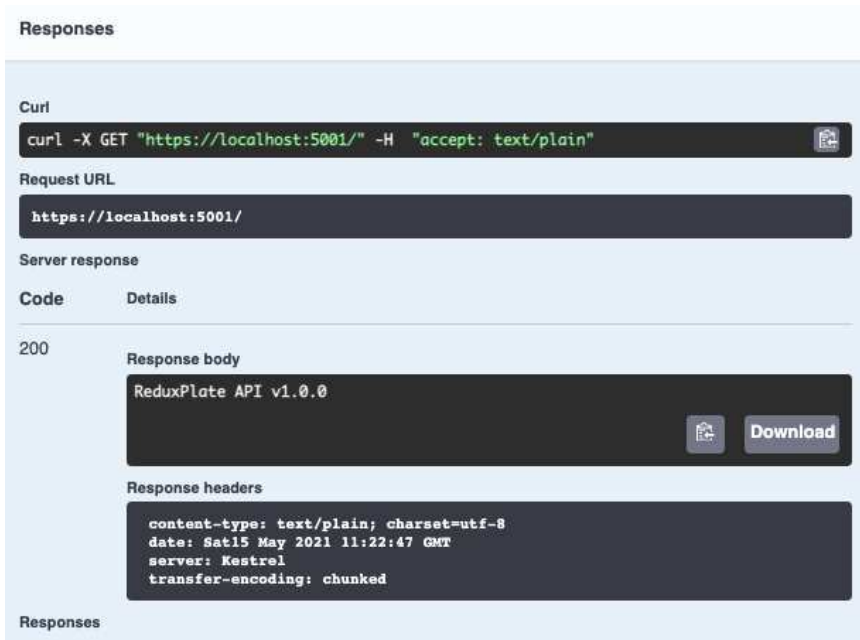 Responses
Curl
curl -X GET "https://localhost:5001/" -H  "accept: text/plain"
Request URL
https://localhost:5001/
Server response
Code Details
200
Response body
ReduxPlate API v1.0.0
Download
Response headers
content-type: text/plain; charset=utf-8
date: Sat15 May 2021 11:22:47 GMT
server: Kestrel
transfer-encoding: chunked
Responses